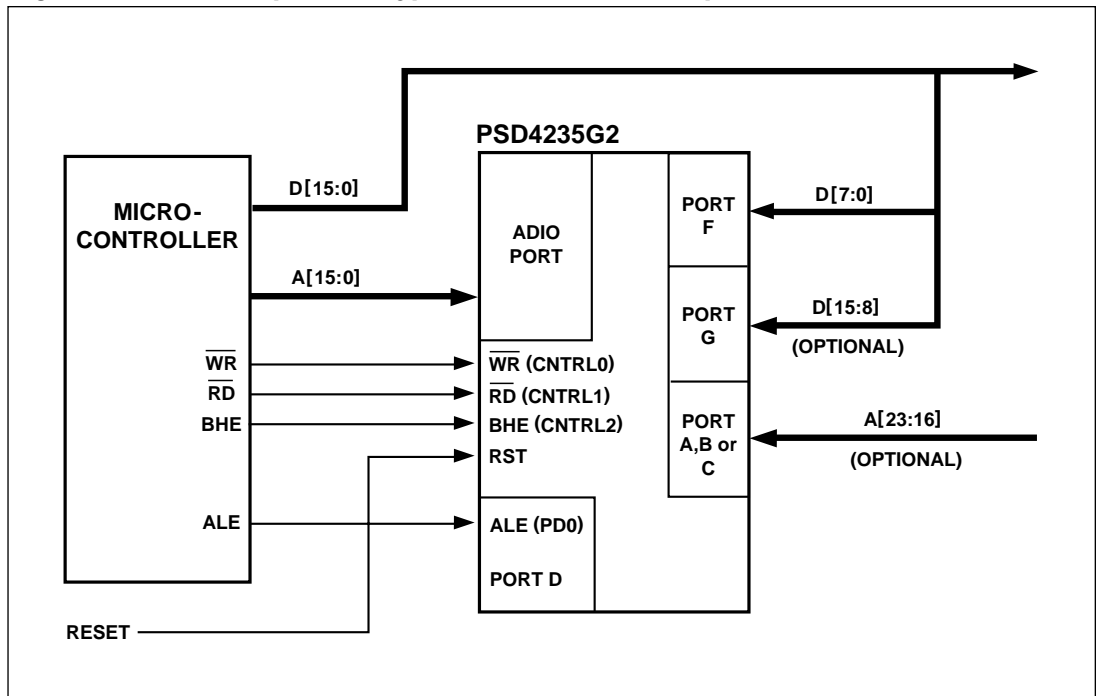 PSD4235G2
MICRO-
CONTROLLER
D[15:0]
A[15:0]
WR
RD
BHE
ALE
RESET
ADIO
PORT
WR (CNTRL0)
RD (CNTRL1)
BHE (CNTRL2)
RST
ALE (PD0)
PORT D
PORT
F
PORT
G
PORT
A,B or
C
D[7:0]
D[15:8]
(OPTIONAL)
A[23:16]
(OPTIONAL)